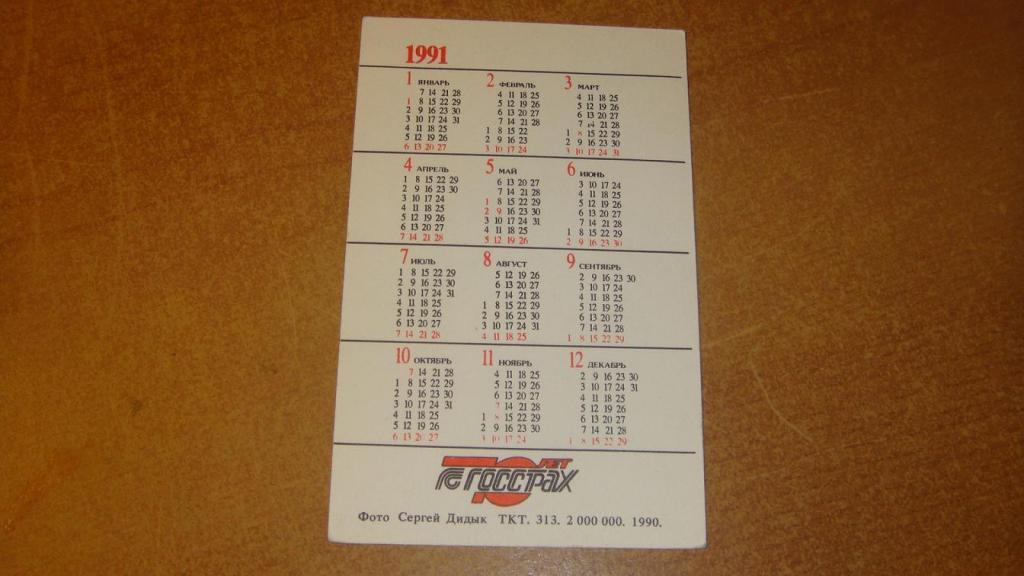 1991
1 ЯНВАРЬ 2 ФЕВРАЛЬ 3 МАРТ
7 14 21 28 4 11 18 25 4 11 18 25
1 8 15 22 29 5 12 19 26 5 12 19 26
2 9 16 23 30 6 13 20 27 6 13 20 27
3 10 17 24 31 7 14 21 28 7 14 21 28
4 11 18 25 1 8 15 22 1 8 15 22 29
5 12 19 26 2 9 16 23 2 9 16 23 30
6 13 20 27 3 10 17 24 3 10 17 24 31
4 АПРЕЛЬ 5 МАЙ 6 ИЮНЬ
1 8 15 22 29 6 13 20 27 3 10 17 24
2 9 16 23 30 7 14 21 28 4 11 18 25
3 10 17 24 1 8 15 22 29 5 12 19 26
4 11 18 25 2 9 16 23 30 6 13 20 27
5 12 19 26 3 10 17 24 31 7 14 21 28
6 13 20 27 4 11 18 25 1 8 15 22 29
7 14 21 28 5 12 19 26 2 9 16 23 30
7 ИЮЛЬ 8 АВГУСТ 9 СЕНТЯБРЬ
1 8 15 22 29 5 12 19 26 2 9 16 23 30
2 9 16 23 30 6 13 20 27 3 10 17 24
3 10 17 24 31 7 14 21 28 4 11 18 25
4 11 18 25 1 8 15 22 29 5 12 19 26
5 12 19 26 2 9 16 23 30 6 13 20 27
6 13 20 27 3 10 17 24 31 7 14 21 28
7 14 21 28 4 11 18 25 1 8 15 22 29
10 ОКТЯБРЬ 11 НОЯБРЬ 12 ДЕКАБРЬ
7 14 21 28 4 11 18 25 2 9 16 23 30
1 8 15 22 29 5 12 19 26 3 10 17 24 31
2 9 16 23 30 6 13 20 27 4 11 18 25
3 10 17 24 31 7 14 21 28 5 12 19 26
4 11 18 25 1 8 15 22 29 6 13 20 27
5 12 19 26 2 9 16 23 30 7 14 21 28
6 13 20 27 3 10 17 24 1 8 15 22 29
70 ЛЕТ
ГОССТРАХ
Фото Сергей Дидык ТКТ. 313. 2 000 000. 1990.